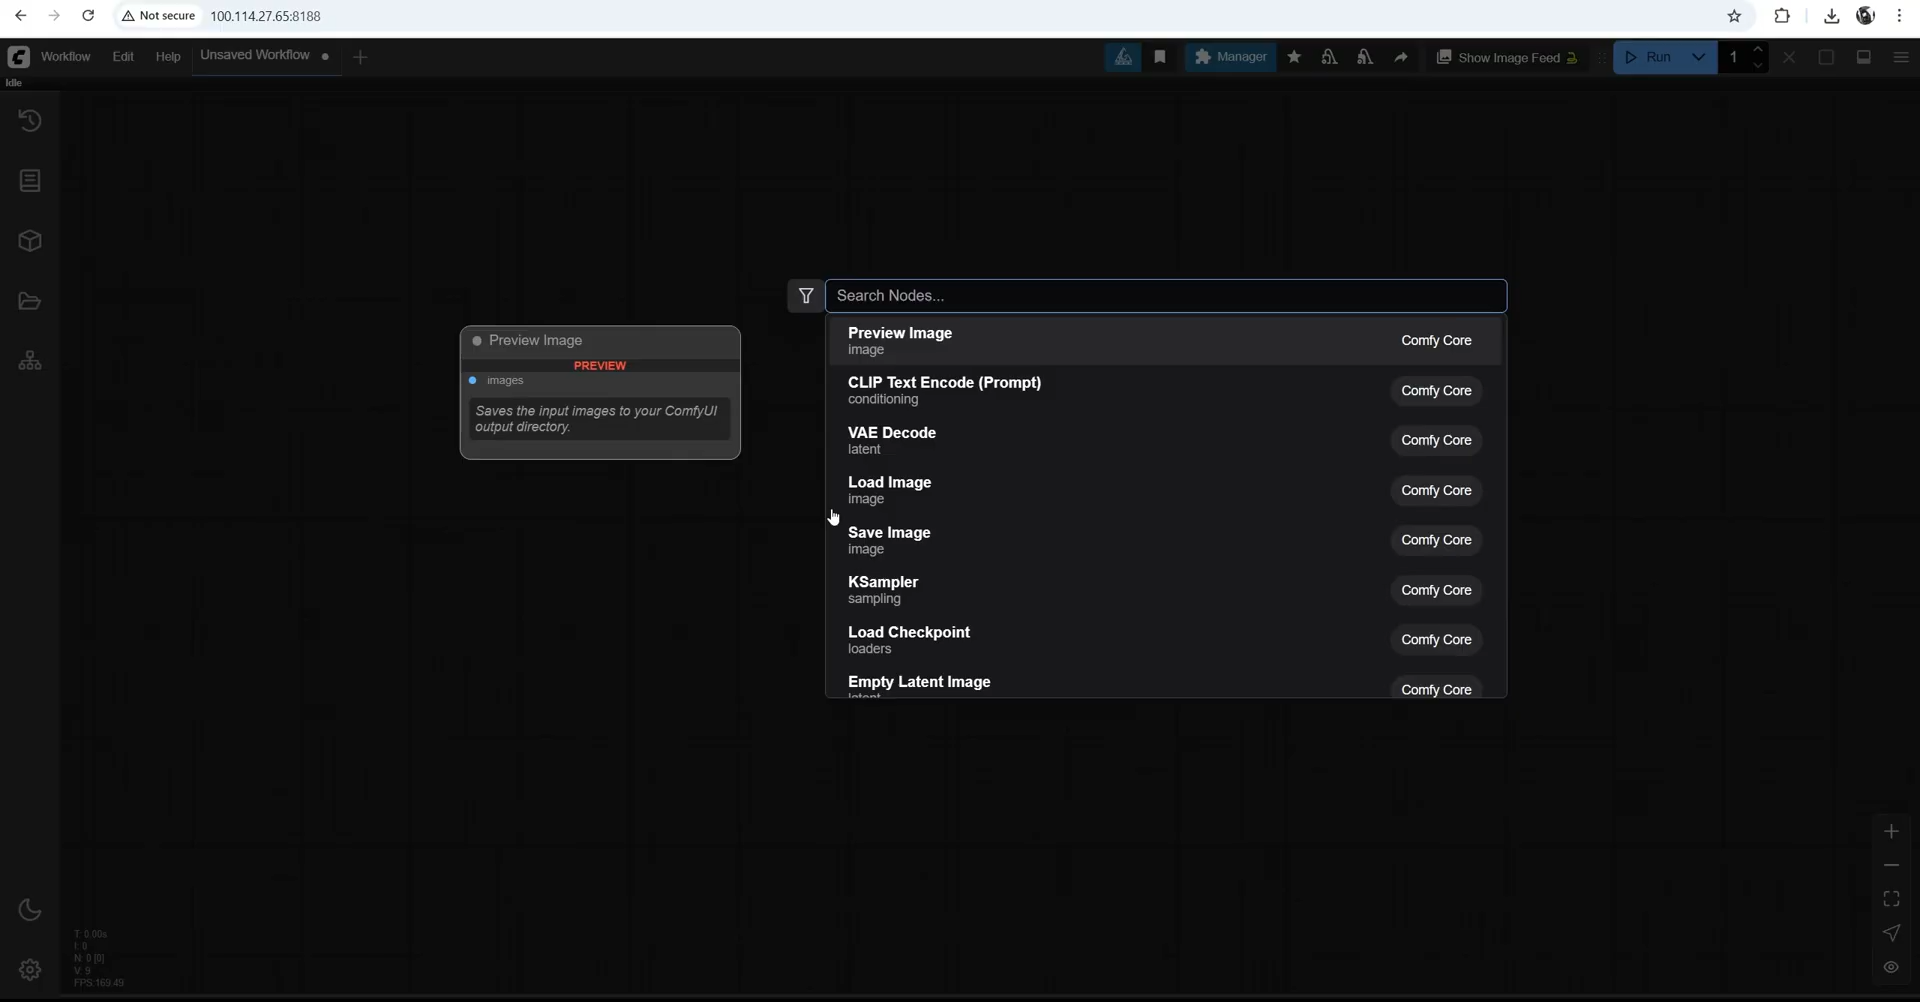 Not secure
100.114.27.65:8188
Workflow
Edit
Help
Unsaved Workflow
Manager
Show Image Feed
Run
1
Idle
Search Nodes...
Preview Image
PREVIEW
images
Saves the input images to your ComfyUI
output directory.
Preview Image
image
Comfy Core
CLIP Text Encode (Prompt)
conditioning
Comfy Core
VAE Decode
latent
Comfy Core
Load Image
image
Comfy Core
Save Image
image
Comfy Core
KSampler
sampling
Comfy Core
Load Checkpoint
loaders
Comfy Core
Empty Latent Image
latent
Comfy Core
T: 0.00s
I: 0
N: 0 [0]
V: 9
FPS:169.49